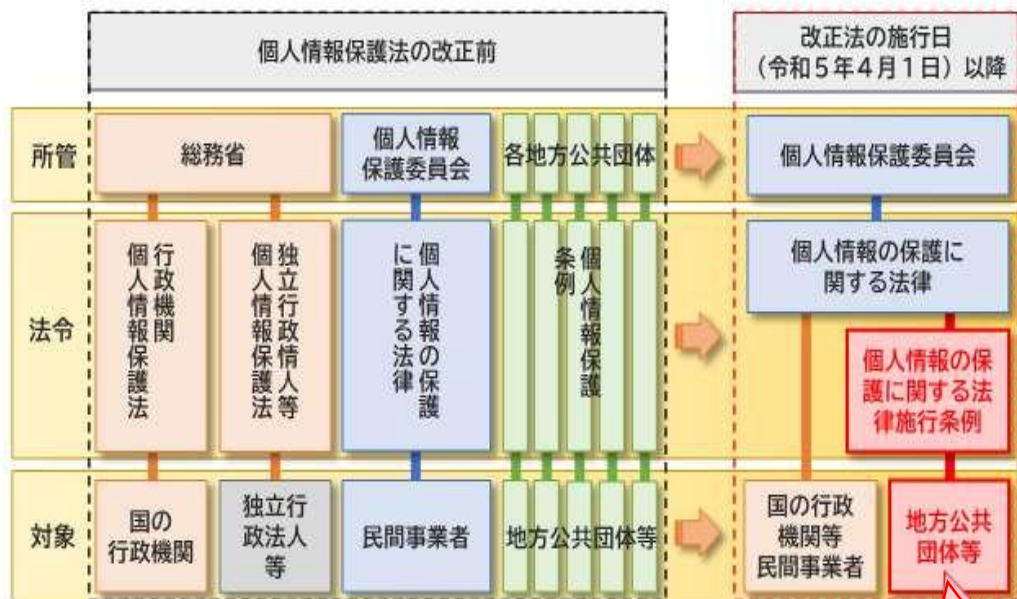 個人情報保護法の改正前
改正法の施行日
（令和５年４月１日）以降
所管
総務省
個人情報
保護委員会
各地方公共団体
個人情報保護委員会
法令
行政機関
個人情報保護法
独立行政情人等
個人情報保護法
個人情報の保護
に関する法律
個人情報保護
条例
個人情報の保護に
関する法律
個人情報の保
護に関する法
律施行条例
対象
国の
行政機関
独立行
政法人
等
民間事業者
地方公共団体等
国の行政
機関等
民間事業者
地方公共
団体等